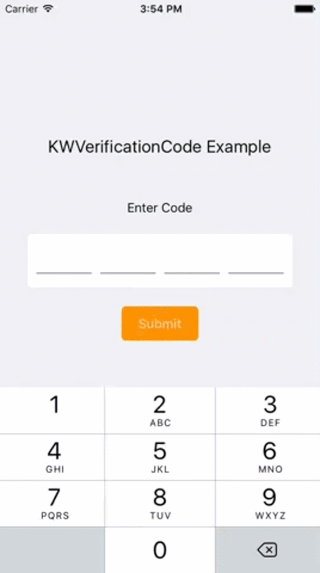 Carrier 3:54 PM
KWVerificationCode Example
Enter Code
Submit
1 2 3
ABC DEF
4 5 6
GHI JKL MNO
7 8 9
PQRS TUV WXYZ
0